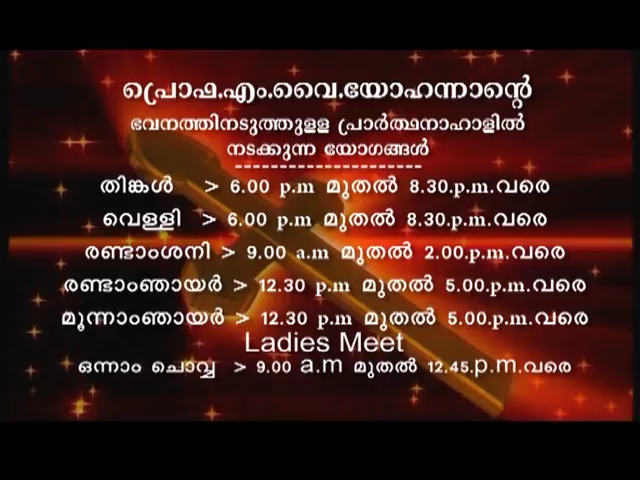 പ്രൊഫ.എം.വൈ.യോഹന്നാന്റെ
ഭവനത്തിനടുത്തുളള പ്രാർത്ഥനാഹാളിൽ
നടക്കുന്ന യോഗങ്ങൾ
---------------------
തിങ്കൾ > 6.00 p.m മുതൽ 8.30.p.m.വരെ
വെള്ളി > 6.00 p.m മുതൽ 8.30.p.m.വരെ
രണ്ടാംശനി > 9.00 a.m മുതൽ 2.00.p.m.വരെ
രണ്ടാംഞായർ > 12.30 p.m മുതൽ 5.00.p.m.വരെ
മൂന്നാംഞായർ > 12.30 p.m മുതൽ 5.00.p.m.വരെ
Ladies Meet
ഒന്നാം ചൊവ്വ > 9.00 a.m മുതൽ 12.45.p.m.വരെ